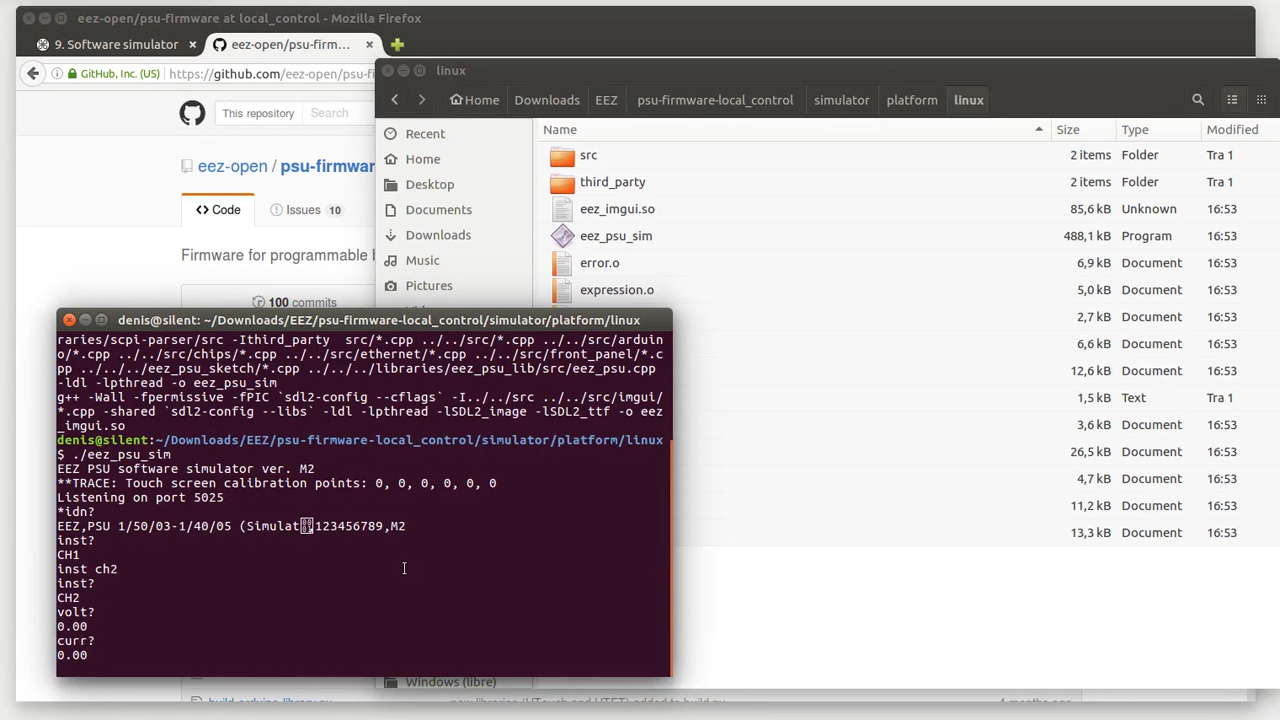 eez-open/psu-firmware at local_control - Mozilla Firefox
9. Software simulator
eez-open/psu-firm...
GitHub, Inc. (US)
https://github.com/eez-open/psu-fi
This repository
Search
eez-open / psu-firmwar
Code
Issues 10
Firmware for programmable b
100 commits
linux
Home
Downloads
EEZ
psu-firmware-local_control
simulator
platform
linux
Recent
Home
Desktop
Documents
Downloads
Music
Pictures
Windows (libre)
Name Size Type Modified
src 2 items Folder Tra 1
third_party 2 items Folder Tra 1
eez_imgui.so 85,6 kB Unknown 16:53
eez_psu_sim 488,1 kB Program 16:53
error.o 6,9 kB Document 16:53
expression.o 5,0 kB Document 16:53
2,7 kB Document 16:53
6,6 kB Document 16:53
12,6 kB Document 16:53
1,5 kB Text Tra 1
3,6 kB Document 16:53
26,5 kB Document 16:53
4,7 kB Document 16:53
11,2 kB Document 16:53
13,3 kB Document 16:53
denis@silent: ~/Downloads/EEZ/psu-firmware-local_control/simulator/platform/linux
raries/scpi-parser/src -Ithird_party  src/*.cpp ../../src/*.cpp ../../src/arduin
o/*.cpp ../../src/chips/*.cpp ../../src/ethernet/*.cpp ../../src/front_panel/*.c
pp ../../../eez_psu_sketch/*.cpp ../../../libraries/eez_psu_lib/src/eez_psu.cpp
-ldl -lpthread -o eez_psu_sim
g++ -Wall -fpermissive -fPIC `sdl2-config --cflags` -I../../src ../../src/imgui/
*.cpp -shared `sdl2-config --libs` -ldl -lpthread -lSDL2_image -lSDL2_ttf -o eez
_imgui.so
denis@silent:~/Downloads/EEZ/psu-firmware-local_control/simulator/platform/linux
$ ./eez_psu_sim
EEZ PSU software simulator ver. M2
**TRACE: Touch screen calibration points: 0, 0, 0, 0, 0, 0
Listening on port 5025
*idn?
EEZ,PSU 1/50/03-1/40/05 (Simulat 123456789,M2
inst?
CH1
inst ch2
inst?
CH2
volt?
0.00
curr?
0.00